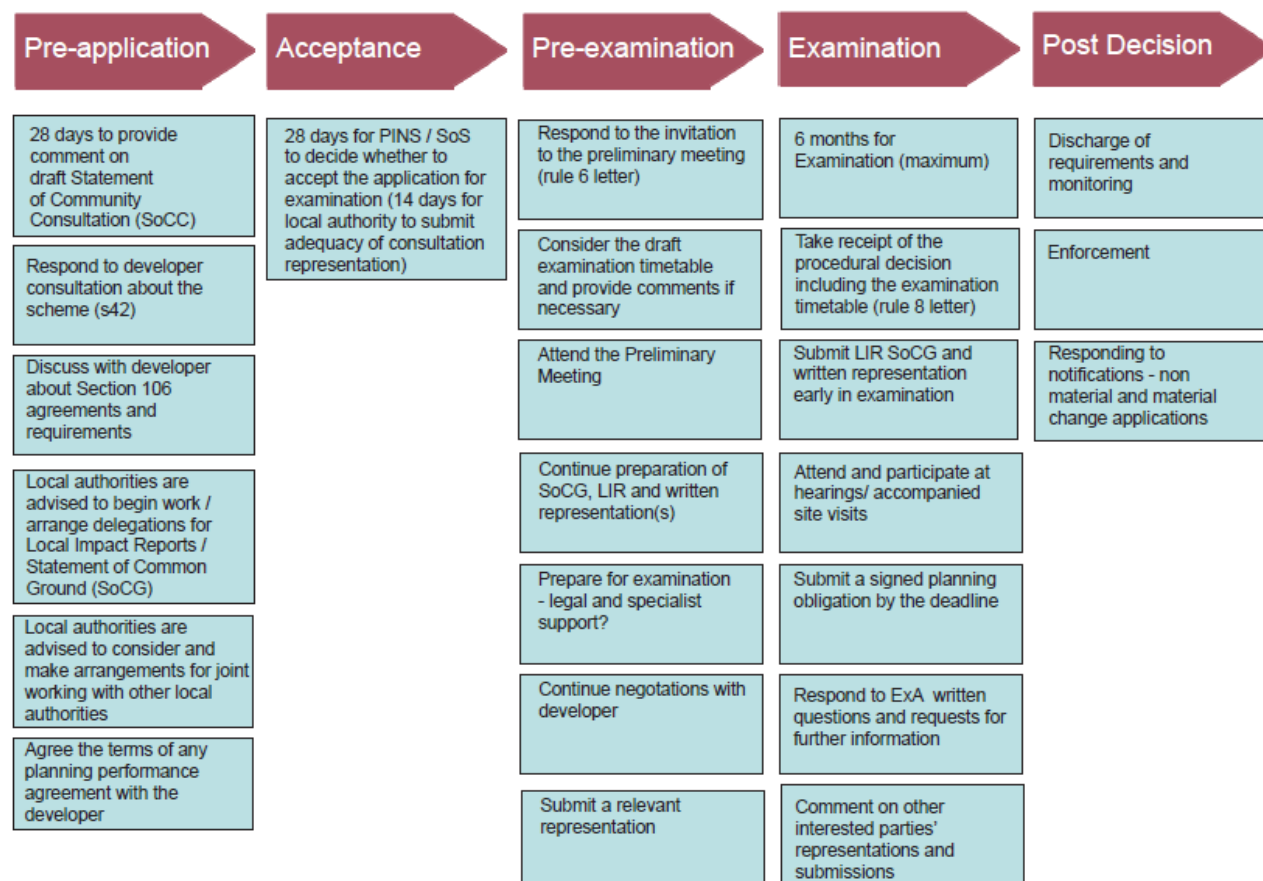 Pre-application
Acceptance
Pre-examination
Examination
Post Decision
28 days to provide
comment on
draft Statement
of Community
Consultation (SoCC)
Respond to developer
consultation about the
scheme (s42)
Discuss with developer
about Section 106
agreements and
requirements
Local authorities are
advised to begin work /
arrange delegations for
Local Impact Reports /
Statement of Common
Ground (SoCG)
Local authorities are
advised to consider and
make arrangements for joint
working with other local
authorities
Agree the terms of any
planning performance
agreement with the
developer
28 days for PINS / SoS
to decide whether to
accept the application for
examination (14 days for
local authority to submit
adequacy of consultation
representation)
Respond to the invitation
to the preliminary meeting
(rule 6 letter)
Consider the draft
examination timetable
and provide comments if
necessary
Attend the Preliminary
Meeting
Continue preparation of
SoCG, LIR and written
representation(s)
Prepare for examination
- legal and specialist
support?
Continue negotations with
developer
Submit a relevant
representation
6 months for
Examination (maximum)
Take receipt of the
procedural decision
including the examination
timetable (rule 8 letter)
Submit LIR SoCG and
written representation
early in examination
Attend and participate at
hearings/ accompanied
site visits
Submit a signed planning
obligation by the deadline
Respond to ExA written
questions and requests for
further information
Comment on other
interested parties'
representations and
submissions
Discharge of
requirements and
monitoring
Enforcement
Responding to
notifications - non
material and material
change applications